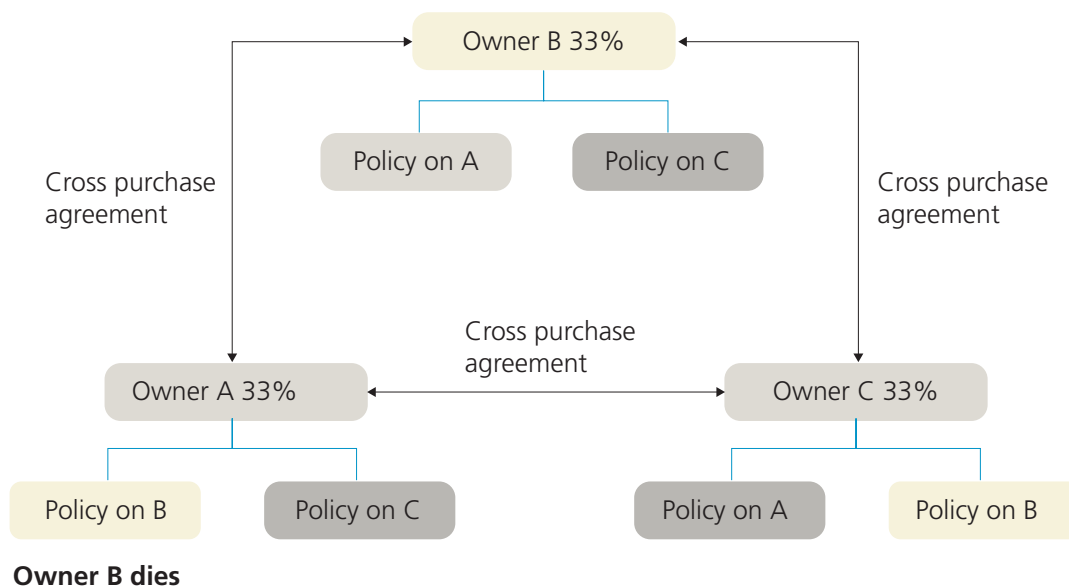 Owner B 33%
Policy on A
Policy on C
Cross purchase
agreement
Cross purchase
agreement
Cross purchase
agreement
Owner A 33%
Owner C 33%
Policy on B
Policy on C
Policy on A
Policy on B
Owner B dies